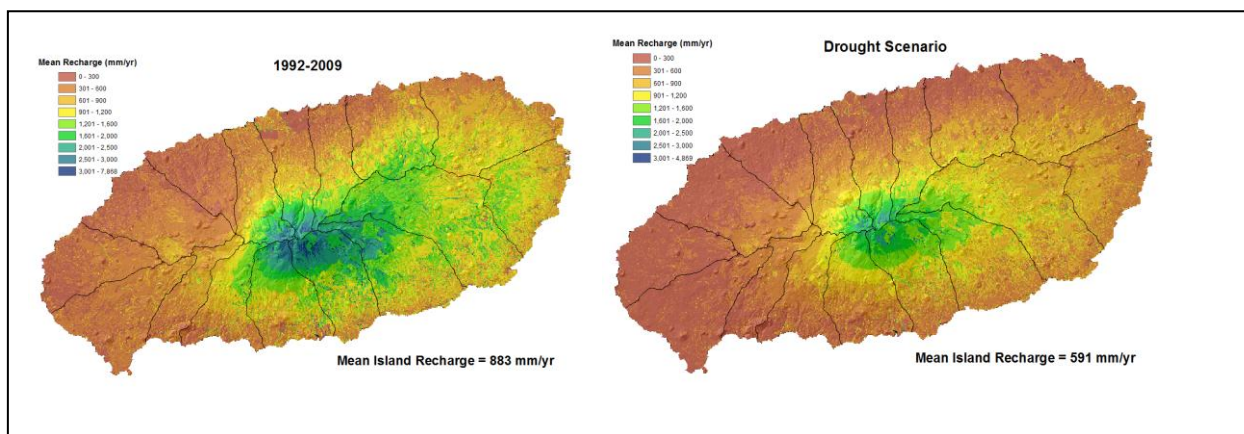 1992-2009
Mean Recharge (mm/yr)
0 - 300
301 - 600
601 - 900
901 - 1,200
1,201 - 1,600
1,601 - 2,000
2,001 - 2,500
2,501 - 3,000
3,001 - 7,868
Mean Island Recharge = 883 mm/yr
Drought Scenario
Mean Recharge (mm/yr)
0 - 300
301 - 600
601 - 900
901 - 1,200
1,201 - 1,600
1,601 - 2,000
2,001 - 2,500
2,501 - 3,000
3,001 - 4,869
Mean Island Recharge = 591 mm/yr